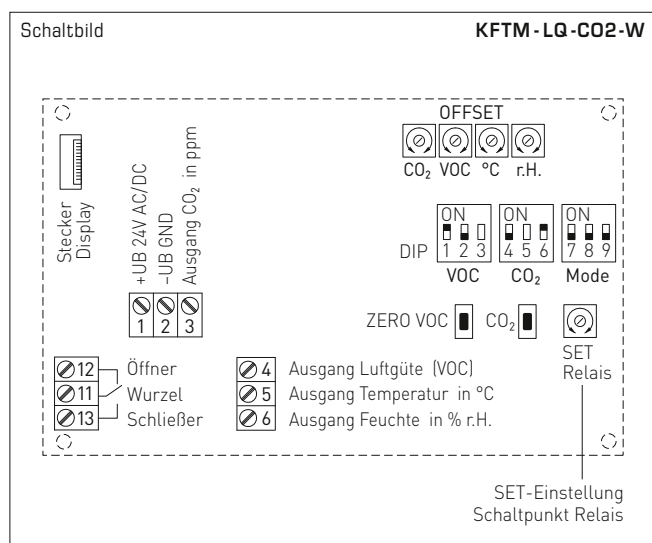 Schaltbild KFTM-LQ-CO2-W
OFFSET
CO₂ VOC °C r.H.
Stecker
Display
+UB 24V AC/DC
–UB GND
Ausgang CO₂ in ppm
1 2 3
ON ON ON
DIP 1 2 3 4 5 6 7 8 9
VOC CO₂ Mode
ZERO VOC CO₂
SET
Relais
12 Öffner
11 Wurzel
13 Schließer
4 Ausgang Luftgüte (VOC)
5 Ausgang Temperatur in °C
6 Ausgang Feuchte in % r.H.
SET-Einstellung
Schaltpunkt Relais